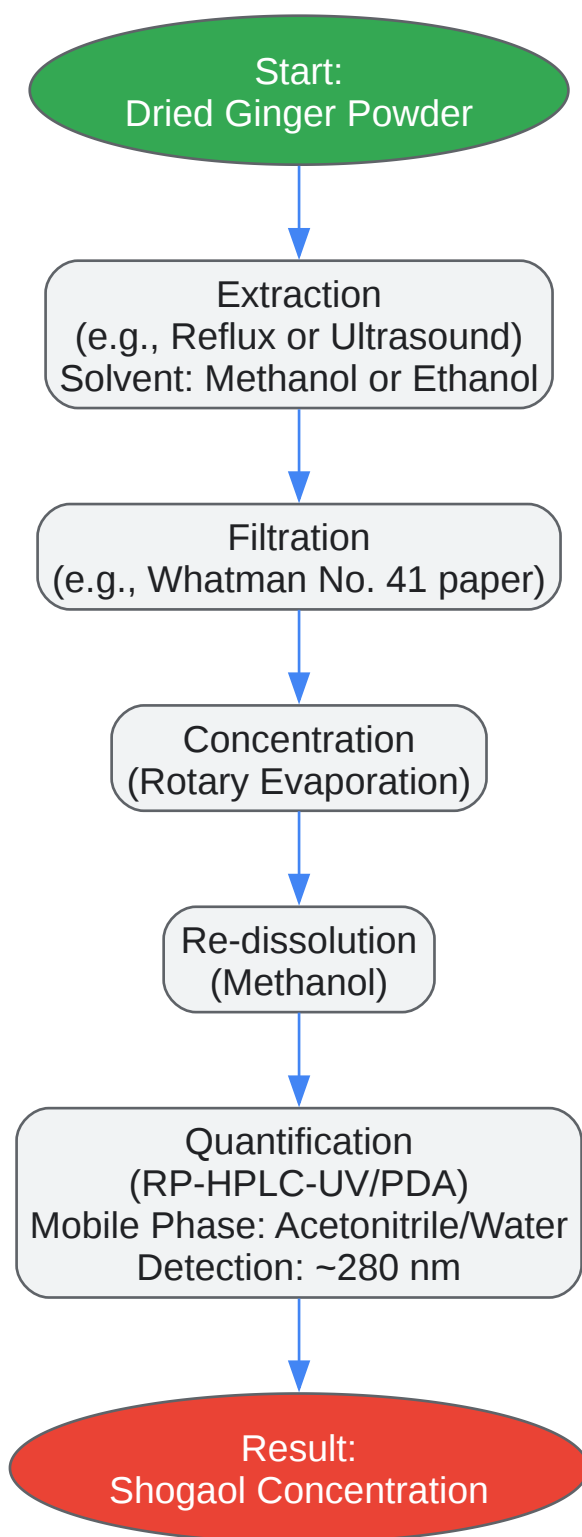 Start:
Dried Ginger Powder
Extraction
(e.g., Reflux or Ultrasound)
Solvent: Methanol or Ethanol
Filtration
(e.g., Whatman No. 41 paper)
Concentration
(Rotary Evaporation)
Re-dissolution
(Methanol)
Quantification
(RP-HPLC-UV/PDA)
Mobile Phase: Acetonitrile/Water
Detection: ~280 nm
Result:
Shogaol Concentration